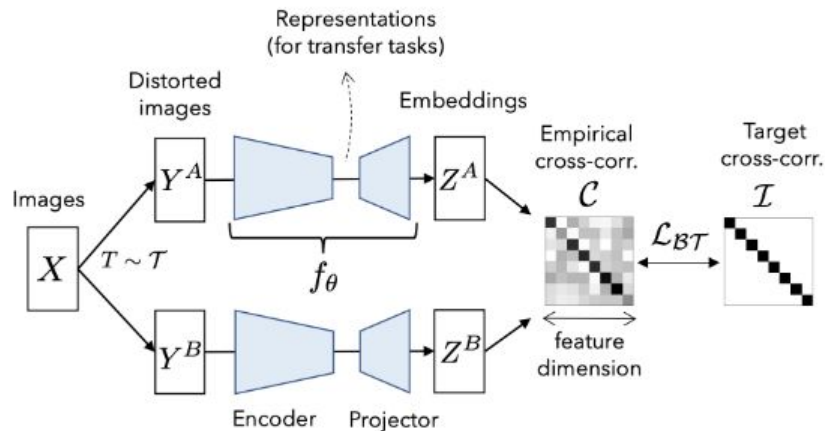 Representations
(for transfer tasks)
Distorted
images
Embeddings
Empirical
cross-corr.
Target
cross-corr.
Images
Y^A
Z^A
C
I
X
T ~ T
f_θ
L_BT
Y^B
Z^B
feature
dimension
Encoder
Projector